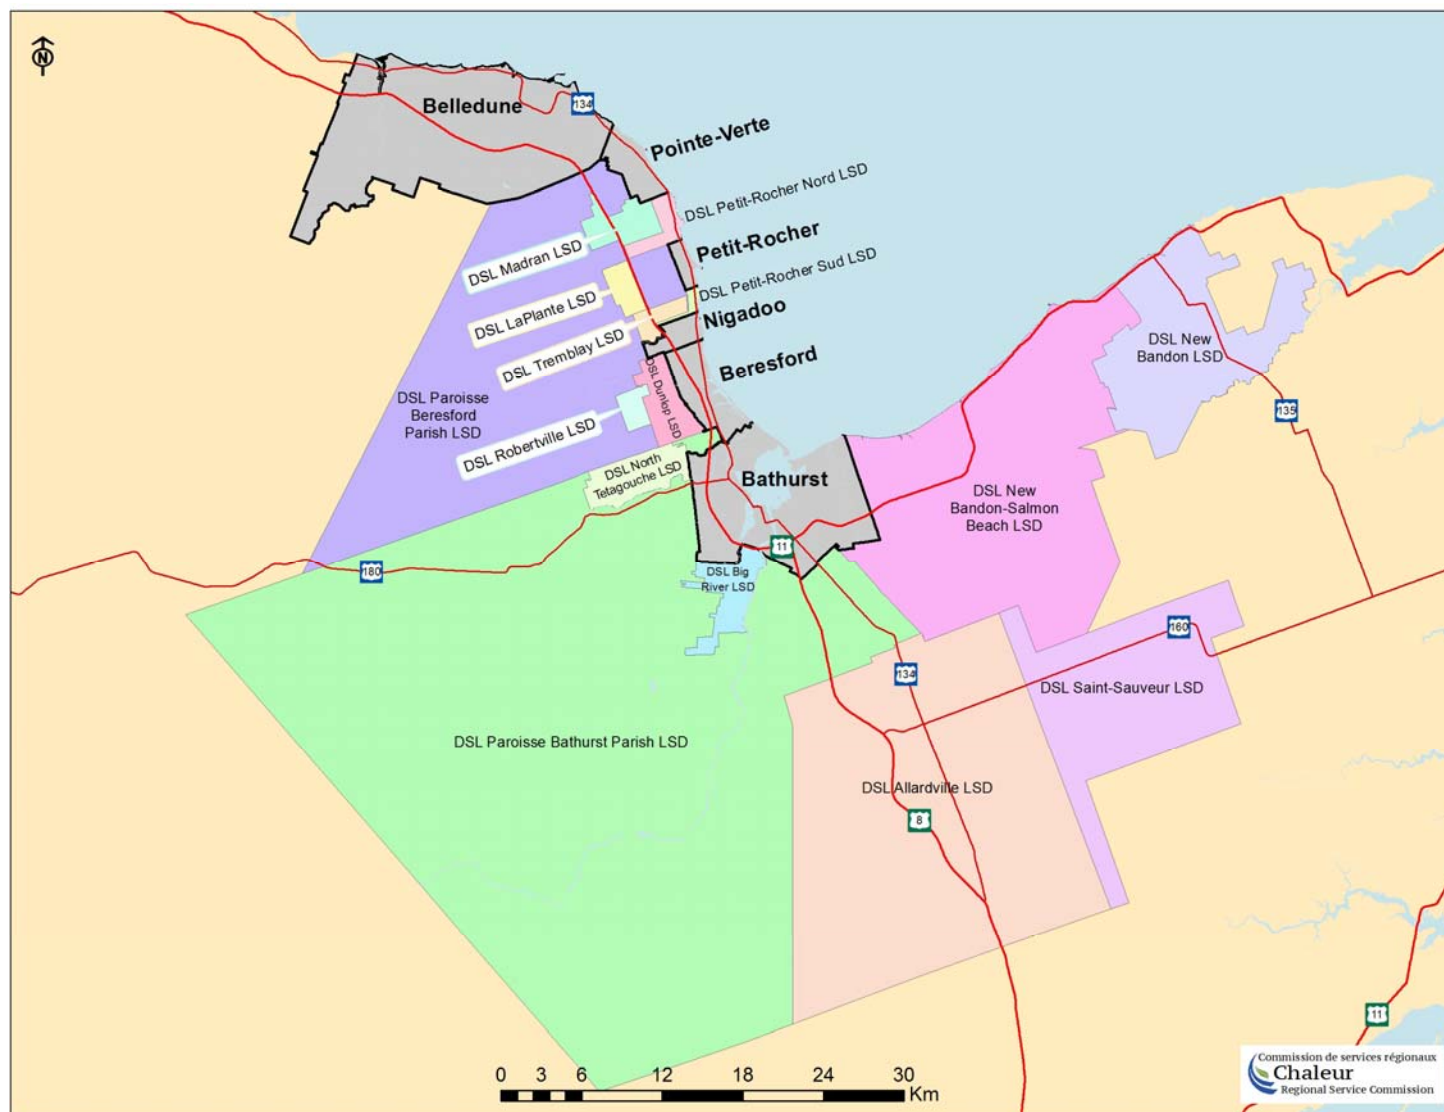 N
Belledune
134
Pointe-Verte
DSL Petit-Rocher Nord LSD
Petit-Rocher
DSL Madran LSD
DSL Petit-Rocher Sud LSD
DSL LaPlante LSD
Nigadoo
DSL Tremblay LSD
DSL New
Bandon LSD
Beresford
DSL Dunlop LSD
DSL Paroisse
Beresford
Parish LSD
135
DSL Robertville LSD
DSL North
Tetagouche LSD
Bathurst
DSL New
Bandon-Salmon
Beach LSD
11
180
DSL Big
River LSD
160
134
DSL Saint-Sauveur LSD
DSL Paroisse Bathurst Parish LSD
DSL Allardville LSD
8
11
0 3 6 12 18 24 30
Km
Commission de services régionaux
Chaleur
Regional Service Commission